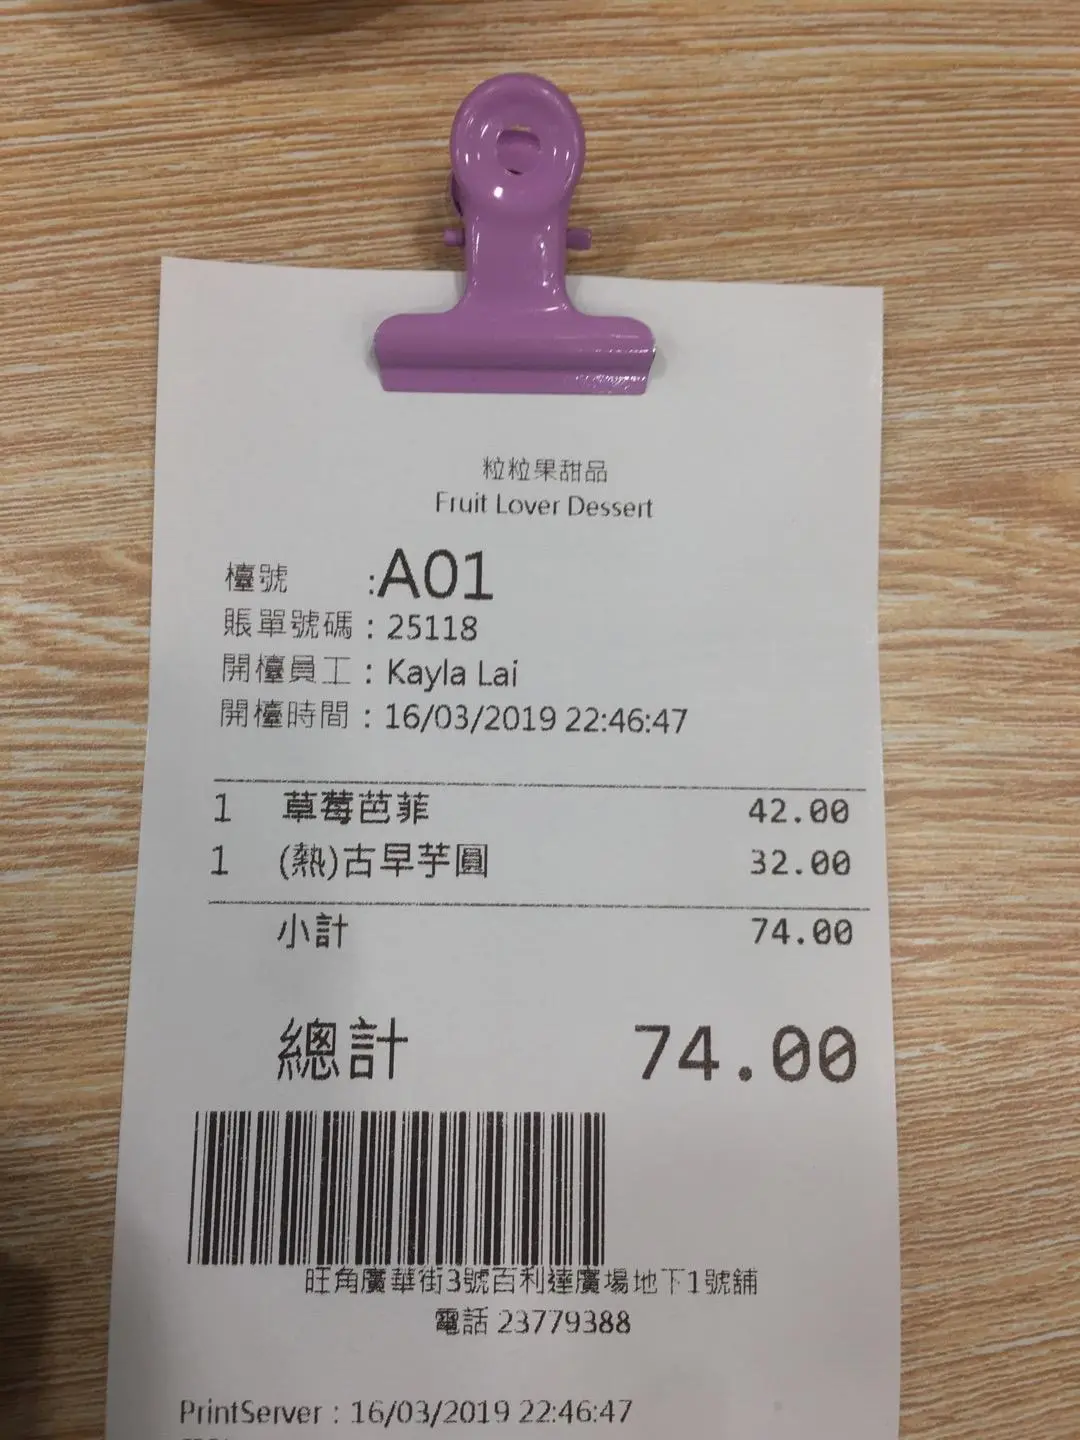 粒粒果甜品
Fruit Lover Dessert
檯號 :A01
賬單號碼 : 25118
開檯員工 : Kayla Lai
開檯時間 : 16/03/2019 22:46:47
1 草莓芭菲 42.00
1 (熱)古早芋圓 32.00
小計 74.00
總計 74.00
旺角廣華街3號百利達廣場地下1號舖
電話 23779388
PrintServer : 16/03/2019 22:46:47